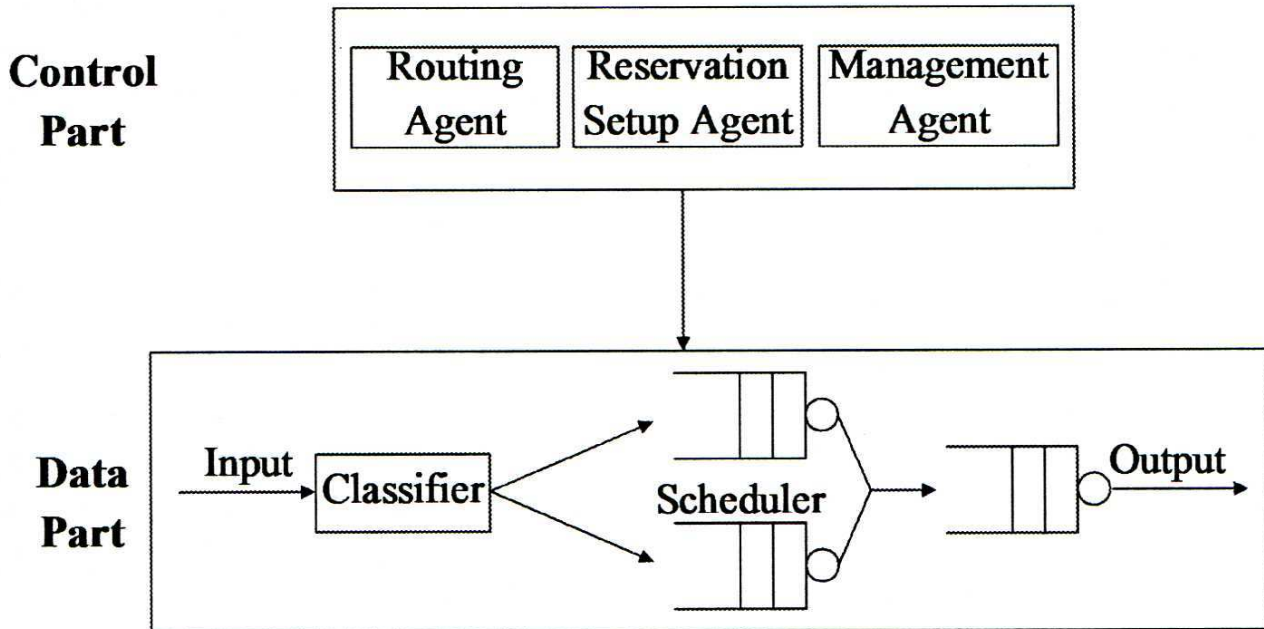 Control
Part
Routing
Agent
Reservation
Setup Agent
Management
Agent
Data
Part
Input
Classifier
Scheduler
Output